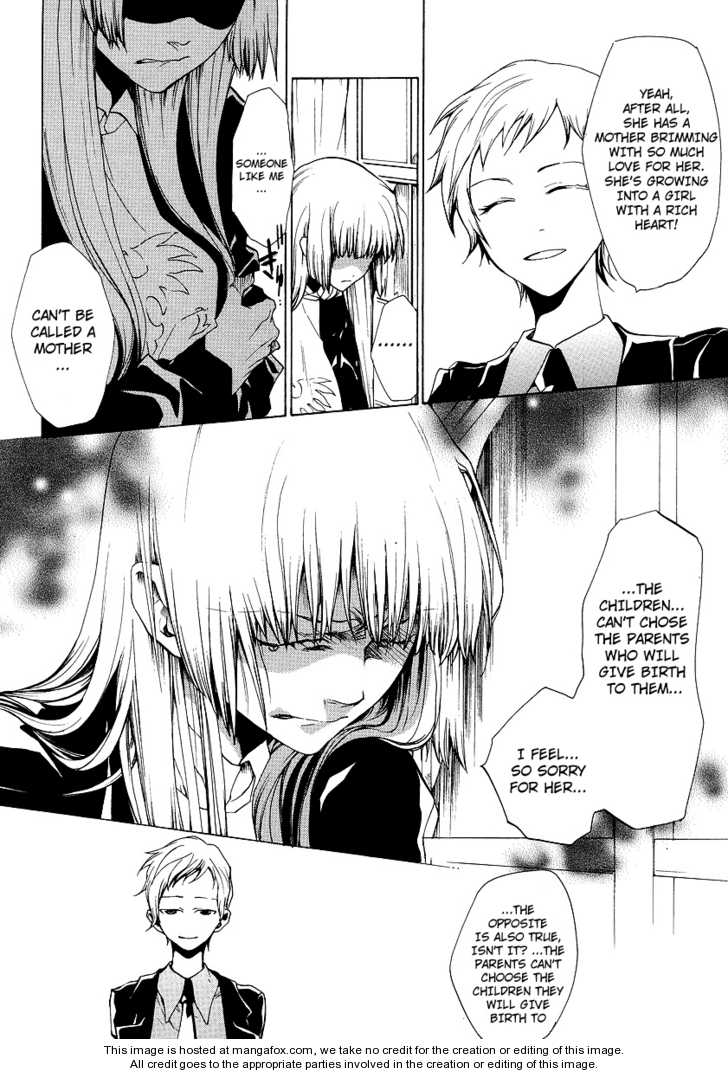 YEAH,
AFTER ALL,
SHE HAS A
MOTHER BRIMMING
WITH SO MUCH
LOVE FOR HER.
SHE'S GROWING
INTO A GIRL
WITH A RICH
HEART!
.......
...
SOMEONE
LIKE ME
...
CAN'T BE
CALLED A
MOTHER
...
...THE
CHILDREN...
CAN'T CHOSE
THE PARENTS
WHO WILL
GIVE BIRTH
TO THEM...
I FEEL...
SO SORRY
FOR HER...
...THE
OPPOSITE
IS ALSO TRUE,
ISN'T IT? ...THE
PARENTS CAN'T
CHOOSE THE
CHILDREN THEY
WILL GIVE
BIRTH TO
This image is hosted at mangafox.com, we take no credit for the creation or editing of this image.
All credit goes to the appropriate parties involved in the creation or editing of this image.